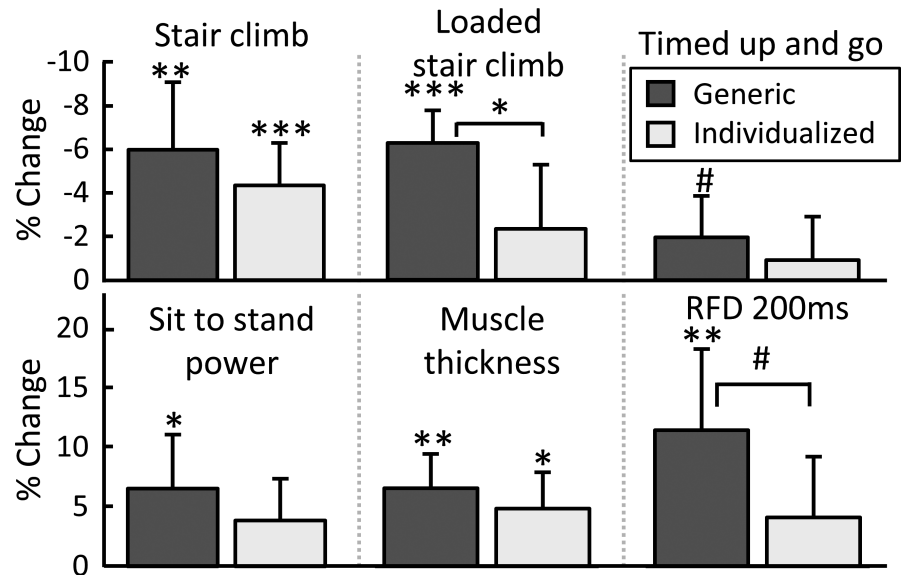 Stair climb
Loaded
stair climb
Timed up and go
Generic
Individualized
% Change
-10
-8
-6
-4
-2
0
**
***
***
*
#
Sit to stand
power
Muscle
thickness
RFD 200ms
% Change
20
15
10
5
0
*
**
*
**
#